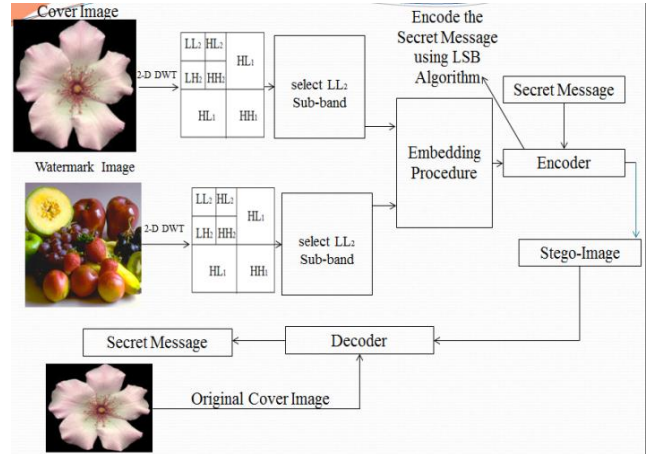 Cover Image
2-D DWT
LL2 HL2
HL1
LH2 HH2
HL1 HH1
select LL2
Sub-band
Encode the
Secret Message
using LSB
Algorithm
Secret Message
Embedding
Procedure
Encoder
Watermark Image
2-D DWT
LL2 HL2
HL1
LH2 HH2
HL1 HH1
select LL2
Sub-band
Stego-Image
Secret Message
Decoder
Original Cover Image